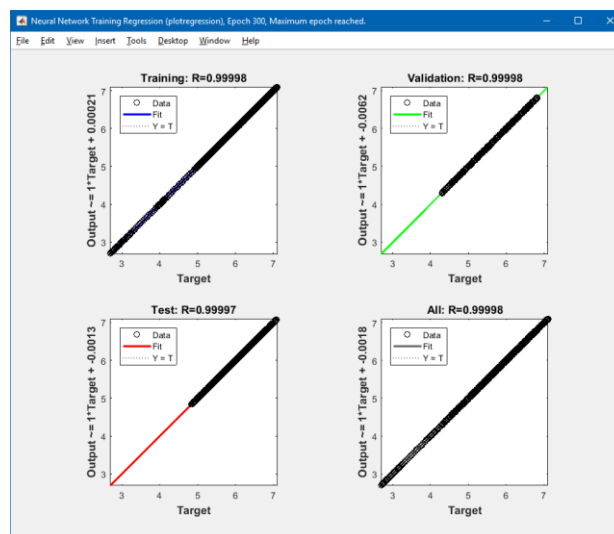 Neural Network Training Regression (plotregression), Epoch 300, Maximum epoch reached.
File Edit View Insert Tools Desktop Window Help
Training: R=0.99998
Output ~= 1*Target + 0.00021
Data
Fit
Y = T
7
6
5
4
3
3 4 5 6 7
Target
Validation: R=0.99998
Output ~= 1*Target + -0.0062
Data
Fit
Y = T
7
6
5
4
3
3 4 5 6 7
Target
Test: R=0.99997
Output ~= 1*Target + -0.0013
Data
Fit
Y = T
7
6
5
4
3
3 4 5 6 7
Target
All: R=0.99998
Output ~= 1*Target + -0.0018
Data
Fit
Y = T
7
6
5
4
3
3 4 5 6 7
Target